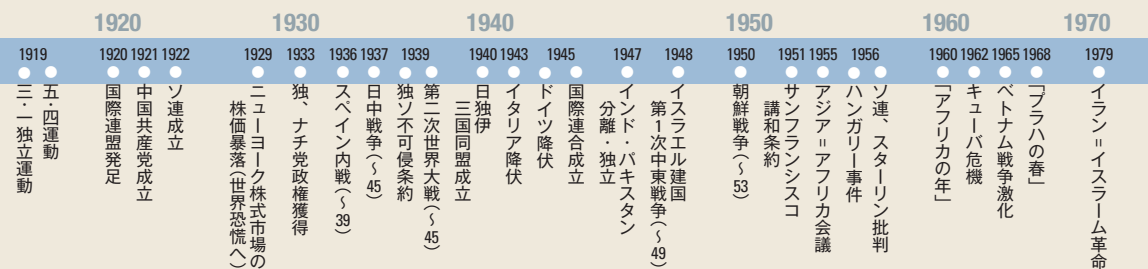 1920
1930
1940
1950
1960
1970
1919
1920
1921
1922
1929
1933
1936
1937
1939
1940
1943
1945
1947
1948
1950
1951
1955
1956
1960
1962
1965
1968
1979
三・一独立運動
五・四運動
国際連盟発足
中国共産党成立
ソ連成立
ニューヨーク株式市場の
株価暴落(世界恐慌へ)
独、ナチ党政権獲得
スペイン内戦(〜39)
日中戦争(〜45)
独ソ不可侵条約
第二次世界大戦(〜45)
日独伊
三国同盟成立
イタリア降伏
ドイツ降伏
国際連合成立
インド・パキスタン
分離・独立
イスラエル建国
第1次中東戦争(〜49)
朝鮮戦争(〜53)
サンフランシスコ
講和条約
アジア=アフリカ会議
ハンガリー事件
ソ連、スターリン批判
「アフリカの年」
キューバ危機
ベトナム戦争激化
「プラハの春」
イラン=イスラーム革命